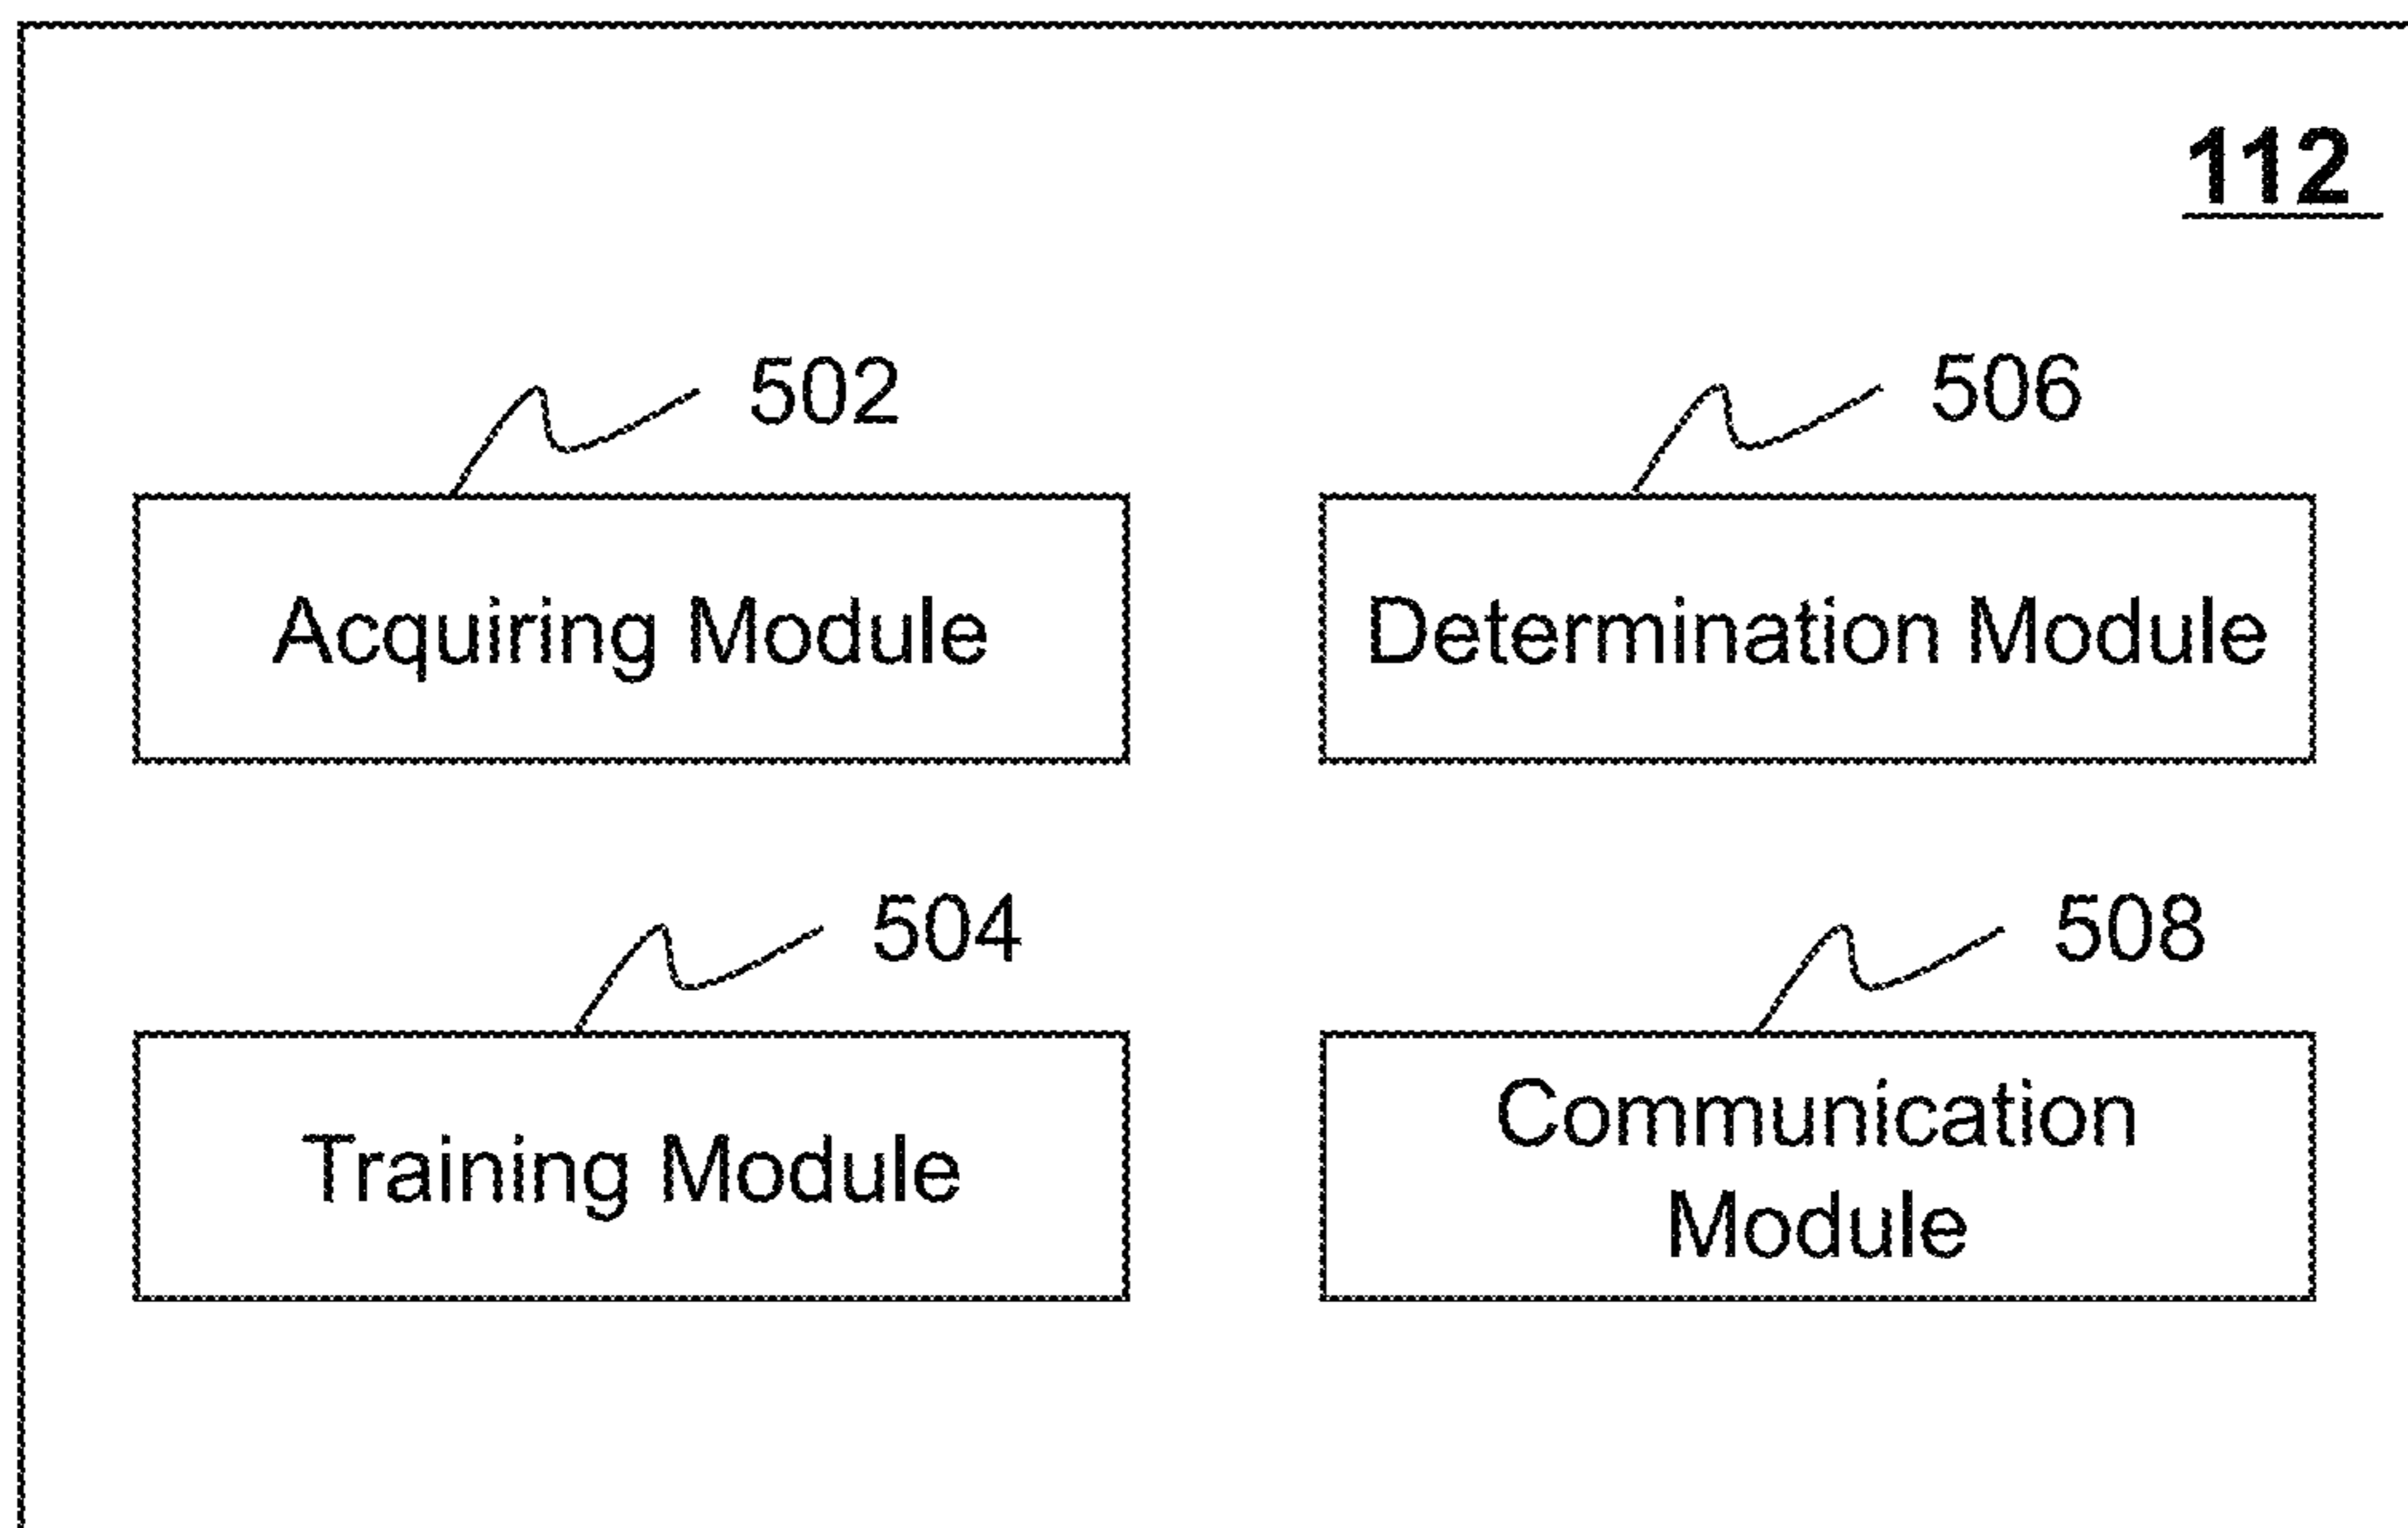 112
502
506
Acquiring Module
Determination Module
504
508
Training Module
Communication
Module